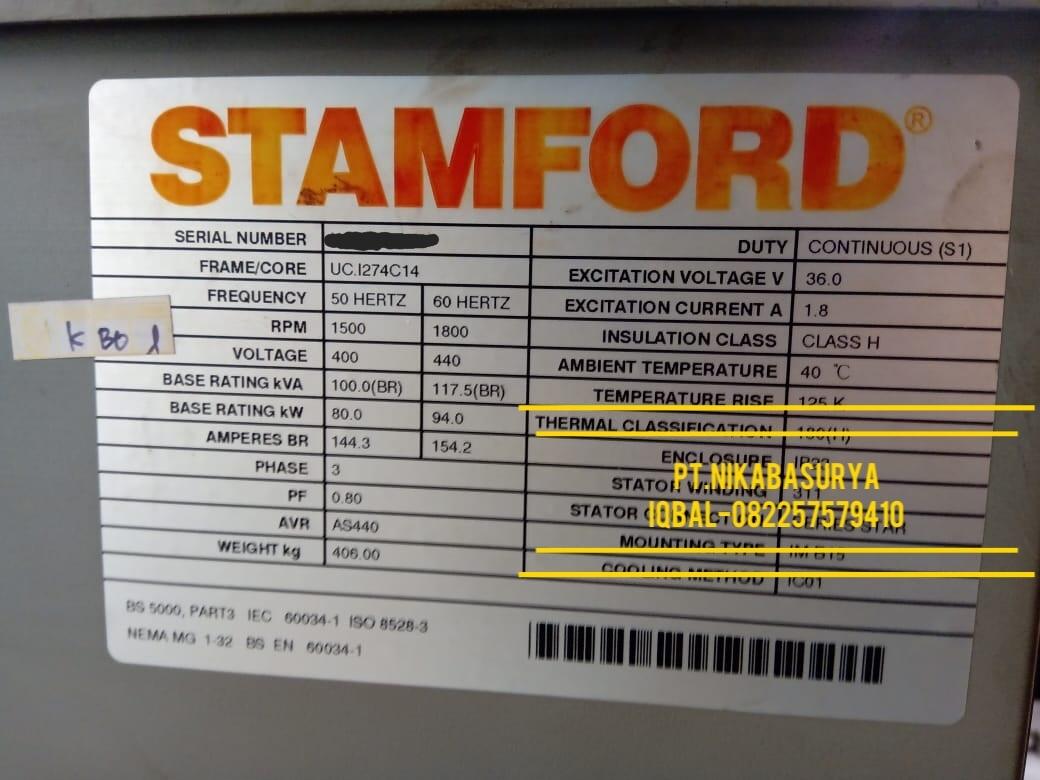 STAMFORD®
SERIAL NUMBER
FRAME/CORE UC.I274C14
FREQUENCY 50 HERTZ 60 HERTZ
RPM 1500 1800
VOLTAGE 400 440
BASE RATING kVA 100.0(BR) 117.5(BR)
BASE RATING kW 80.0 94.0
AMPERES BR 144.3 154.2
PHASE 3
PF 0.80
AVR AS440
WEIGHT kg 406.00
DUTY CONTINUOUS (S1)
EXCITATION VOLTAGE V 36.0
EXCITATION CURRENT A 1.8
INSULATION CLASS CLASS H
AMBIENT TEMPERATURE 40 °C
TEMPERATURE RISE 125 K
THERMAL CLASSIFICATION 180(H)
ENCLOSURE
STATOR WINDING 311
STATOR STAR
MOUNTING TYPE
COOLING METHOD IC01
PT.NIKABASURYA
IQBAL-082257579410
BS 5000, PART3 IEC 60034-1 ISO 8528-3
NEMA MG 1-32 BS EN 60034-1